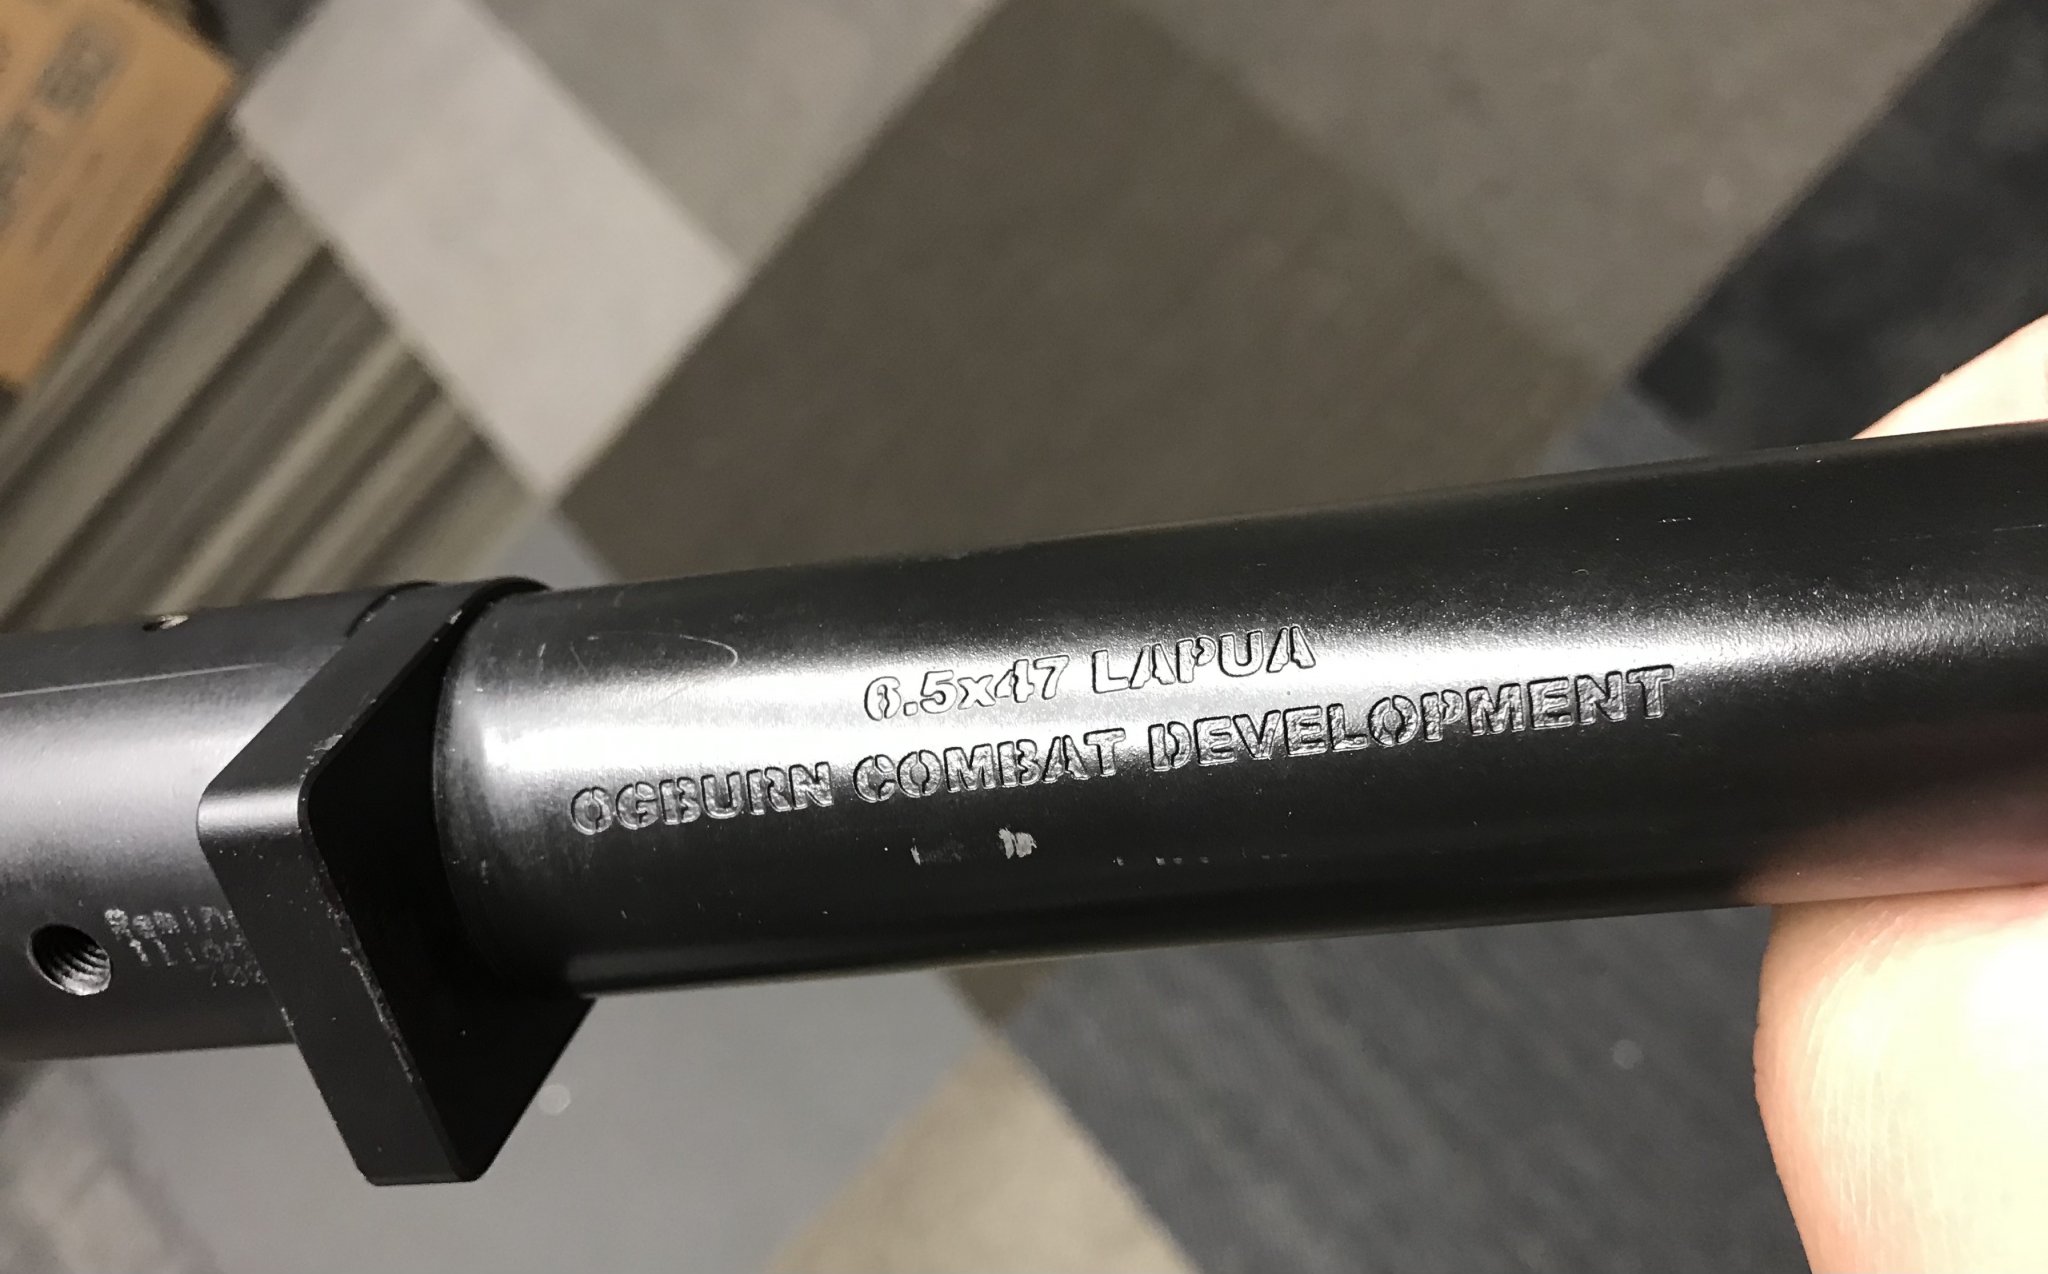 6.5x47 LAPUA
OGBURN COMBAT DEVELOPMENT